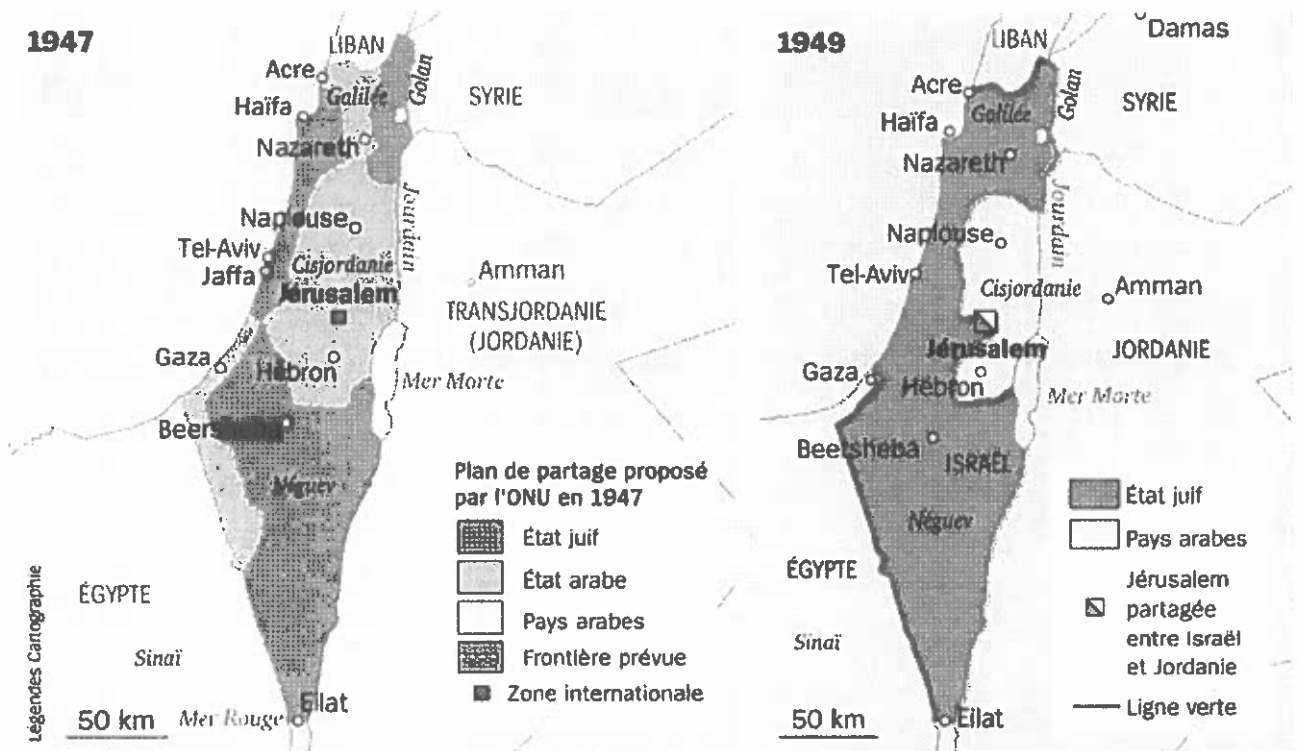 1947
LIBAN
Acre
Galilée
Golan
Haïfa
SYRIE
Nazareth
Jourdain
Naplouse
Tel-Aviv
Jaffa
Cisjordanie
Jérusalem
Amman
TRANSJORDANIE
(JORDANIE)
Gaza
Hébron
Mer Morte
Beersheba
Néguev
ÉGYPTE
Sinaï
Mer Rouge
Eilat
50 km
Légendes Cartographie
Plan de partage proposé
par l'ONU en 1947
État juif
État arabe
Pays arabes
Frontière prévue
Zone internationale
1949
LIBAN
Damas
Acre
Galilée
Golan
Haïfa
SYRIE
Nazareth
Jourdain
Naplouse
Tel-Aviv
Cisjordanie
Amman
Jérusalem
JORDANIE
Gaza
Hébron
Mer Morte
Beetsheba
ISRAËL
Néguev
ÉGYPTE
Sinaï
Eilat
50 km
État juif
Pays arabes
Jérusalem
partagée
entre Israël
et Jordanie
Ligne verte